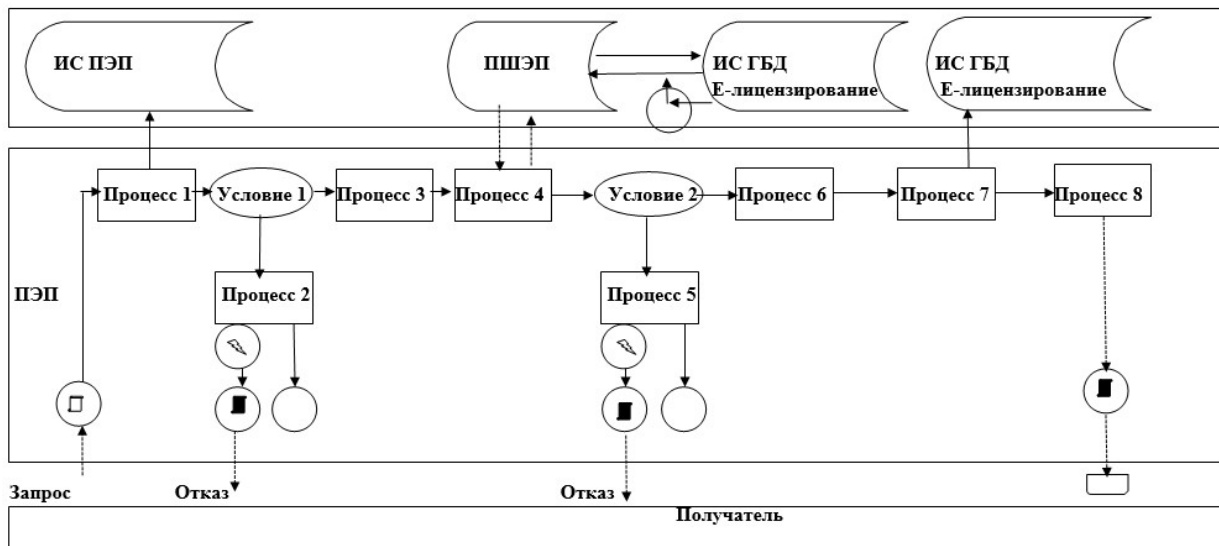 ИС ПЭП
ПШЭП
ИС ГБД
Е-лицензирование
ИС ГБД
Е-лицензирование
Процесс 1
Условие 1
Процесс 3
Процесс 4
Условие 2
Процесс 6
Процесс 7
Процесс 8
ПЭП
Процесс 2
Процесс 5
Запрос
Отказ
Отказ
Получатель